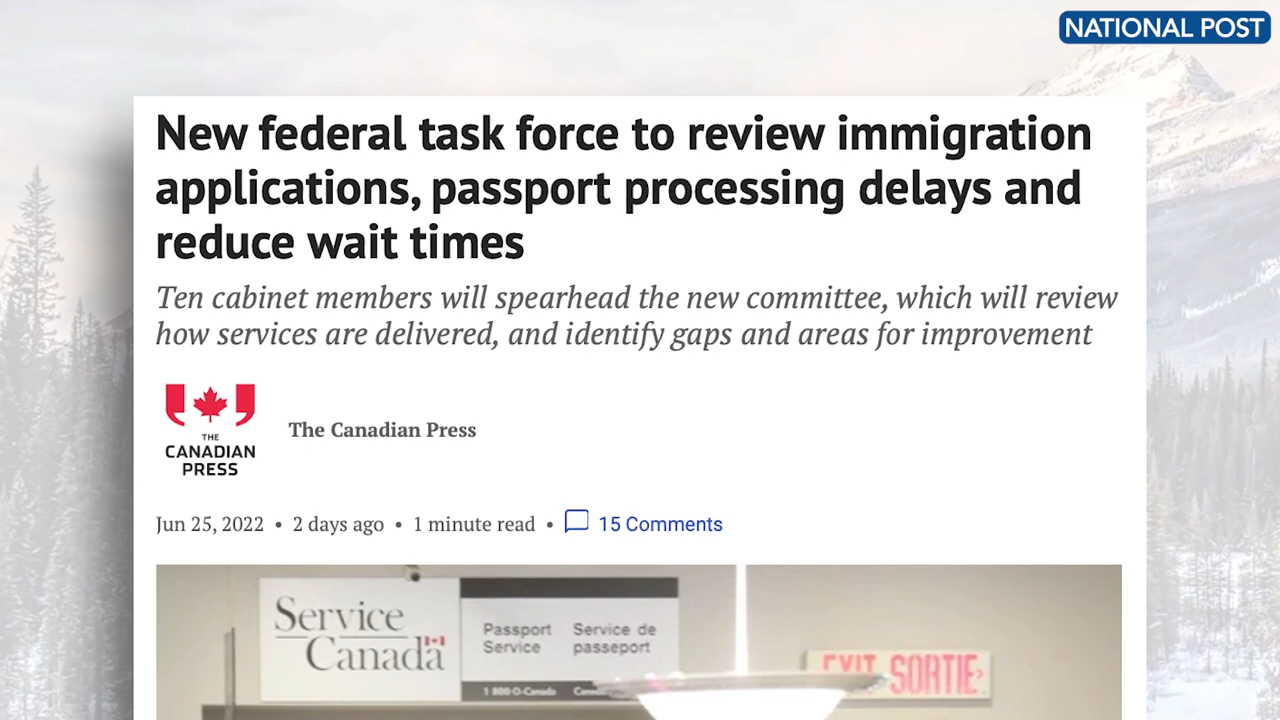 NATIONAL POST
New federal task force to review immigration
applications, passport processing delays and
reduce wait times
Ten cabinet members will spearhead the new committee, which will review
how services are delivered, and identify gaps and areas for improvement
THE
CANADIAN
PRESS
The Canadian Press
Jun 25, 2022 • 2 days ago • 1 minute read • 15 Comments
Service
Canada
Passport
Service
Service de
passeport
1 800 O-Canada
EXIT SORTIE